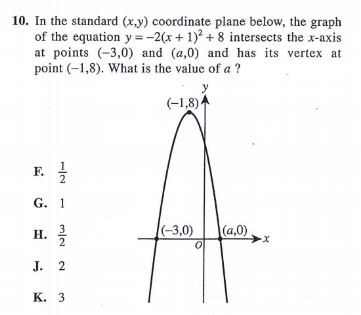 10. In the standard (x,y) coordinate plane below, the graph
of the equation y = −2(x + 1)² + 8 intersects the x-axis
at points (−3,0) and (a,0) and has its vertex at
point (−1,8). What is the value of a ?
y
(−1,8)
F. 1/2
G. 1
H. 3/2
(−3,0) (a,0)
O x
J. 2
K. 3